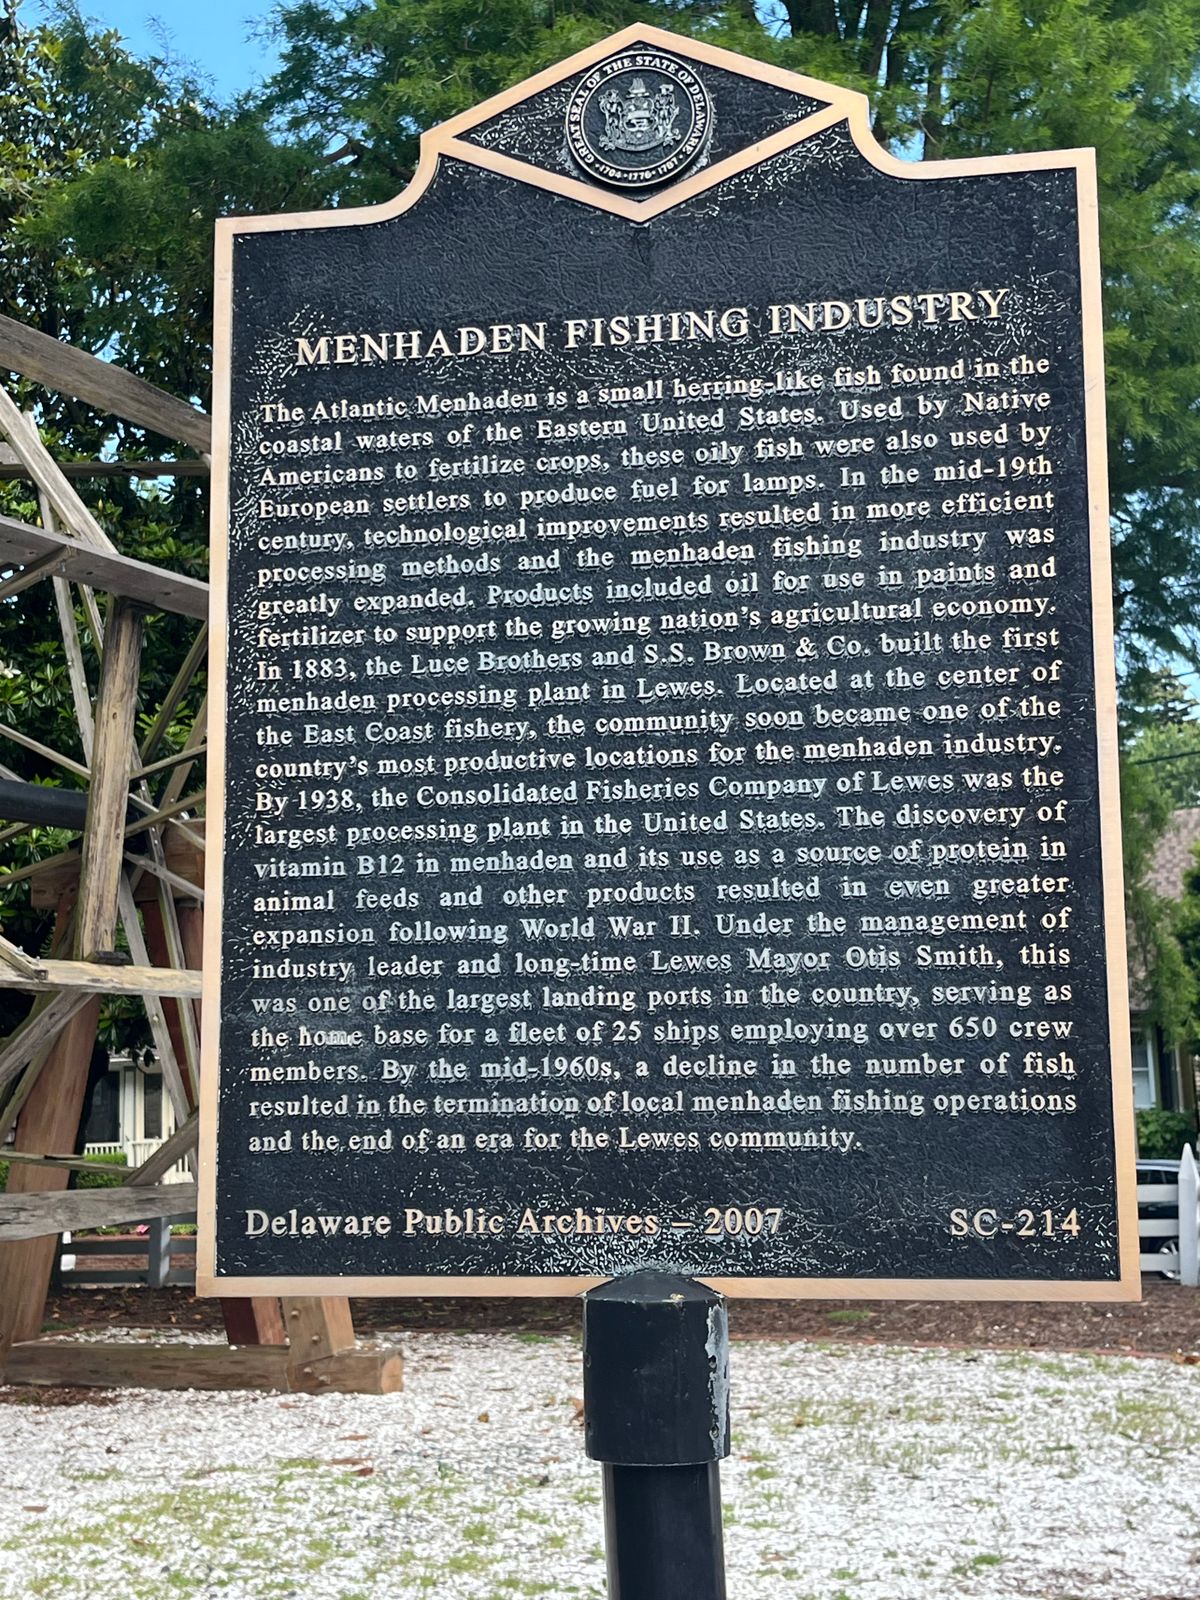 GREAT SEAL OF THE STATE OF DELAWARE
1704 • 1776 • 1787
MENHADEN FISHING INDUSTRY
The Atlantic Menhaden is a small herring-like fish found in the
coastal waters of the Eastern United States. Used by Native
Americans to fertilize crops, these oily fish were also used by
European settlers to produce fuel for lamps. In the mid-19th
century, technological improvements resulted in more efficient
processing methods and the menhaden fishing industry was
greatly expanded. Products included oil for use in paints and
fertilizer to support the growing nation's agricultural economy.
In 1883, the Luce Brothers and S.S. Brown & Co. built the first
menhaden processing plant in Lewes. Located at the center of
the East Coast fishery, the community soon became one of the
country's most productive locations for the menhaden industry.
By 1938, the Consolidated Fisheries Company of Lewes was the
largest processing plant in the United States. The discovery of
vitamin B12 in menhaden and its use as a source of protein in
animal feeds and other products resulted in even greater
expansion following World War II. Under the management of
industry leader and long-time Lewes Mayor Otis Smith, this
was one of the largest landing ports in the country, serving as
the home base for a fleet of 25 ships employing over 650 crew
members. By the mid-1960s, a decline in the number of fish
resulted in the termination of local menhaden fishing operations
and the end of an era for the Lewes community.
Delaware Public Archives – 2007 SC-214